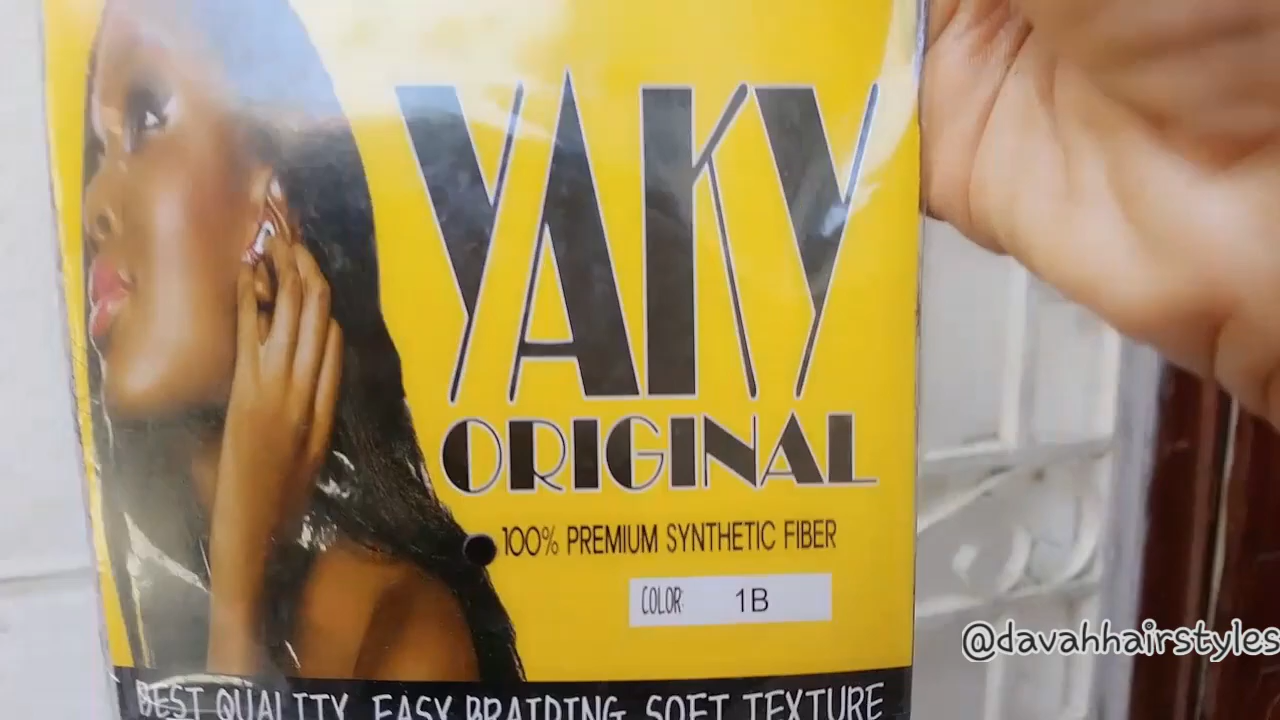 YAKY
ORIGINAL
100% PREMIUM SYNTHETIC FIBER
COLOR: 1B
@davahhairstyles
BEST QUALITY, EASY BRAIDING, SOFT TEXTURE